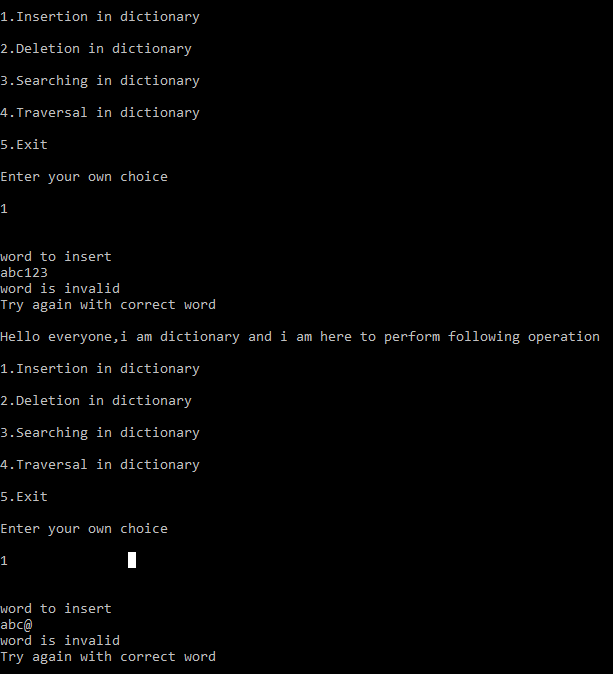 1.Insertion in dictionary
2.Deletion in dictionary
3.Searching in dictionary
4.Traversal in dictionary
5.Exit
Enter your own choice
1
word to insert
abc123
word is invalid
Try again with correct word
Hello everyone,i am dictionary and i am here to perform following operation
1.Insertion in dictionary
2.Deletion in dictionary
3.Searching in dictionary
4.Traversal in dictionary
5.Exit
Enter your own choice
1
word to insert
abc@
word is invalid
Try again with correct word